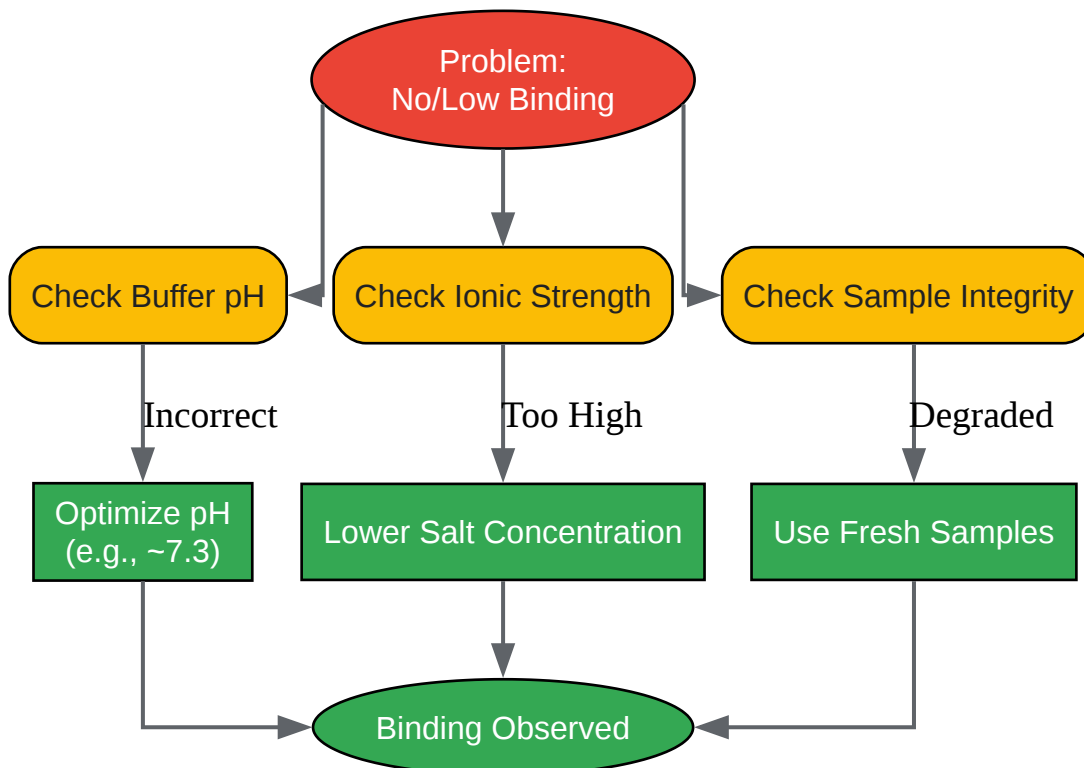 Problem:
No/Low Binding
Check Buffer pH
Check Ionic Strength
Check Sample Integrity
Incorrect
Too High
Degraded
Optimize pH
(e.g., ~7.3)
Lower Salt Concentration
Use Fresh Samples
Binding Observed